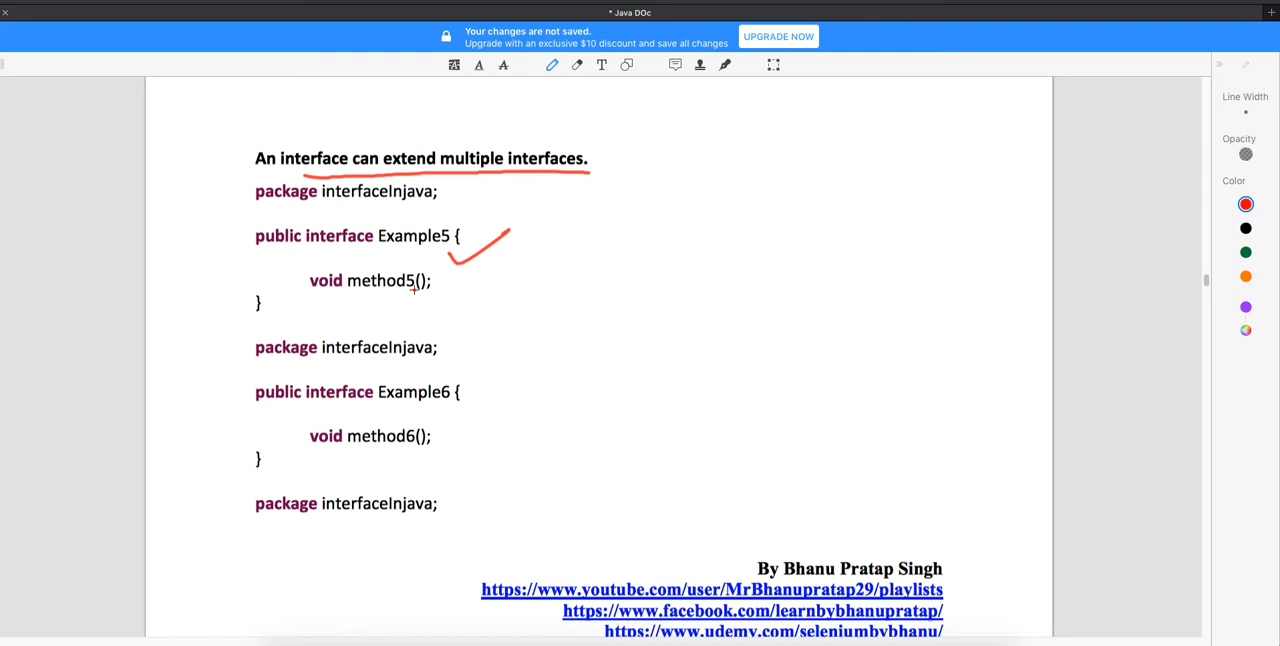 * Java DOc
Your changes are not saved.
Upgrade with an exclusive $10 discount and save all changes
UPGRADE NOW
A A A T
Line Width
Opacity
Color
An interface can extend multiple interfaces.
package interfaceInjava;
public interface Example5 {
void method5();
}
package interfaceInjava;
public interface Example6 {
void method6();
}
package interfaceInjava;
By Bhanu Pratap Singh
https://www.youtube.com/user/MrBhanupratap29/playlists
https://www.facebook.com/learnbybhanupratap/
https://www.udemy.com/seleniumbybhanu/